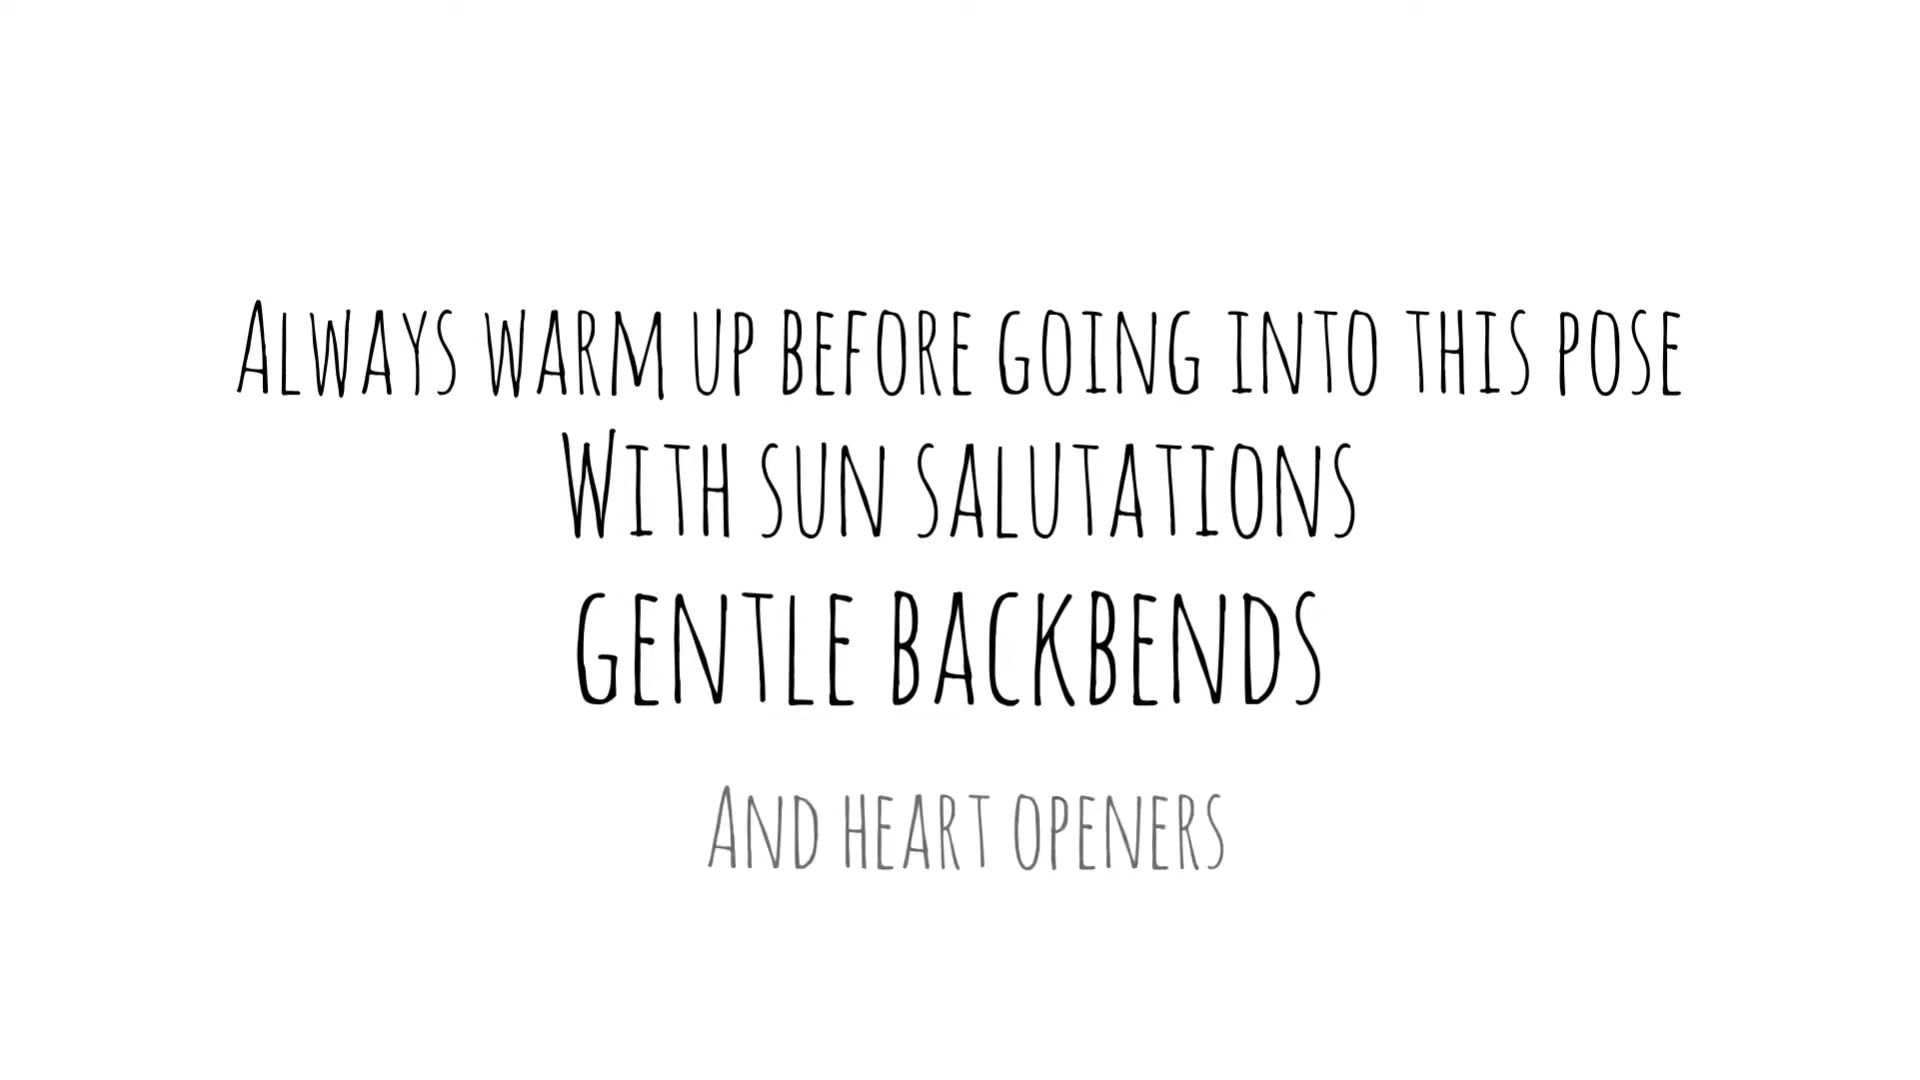 Always warm up before going into this pose
With sun salutations
gentle backbends
And heart openers